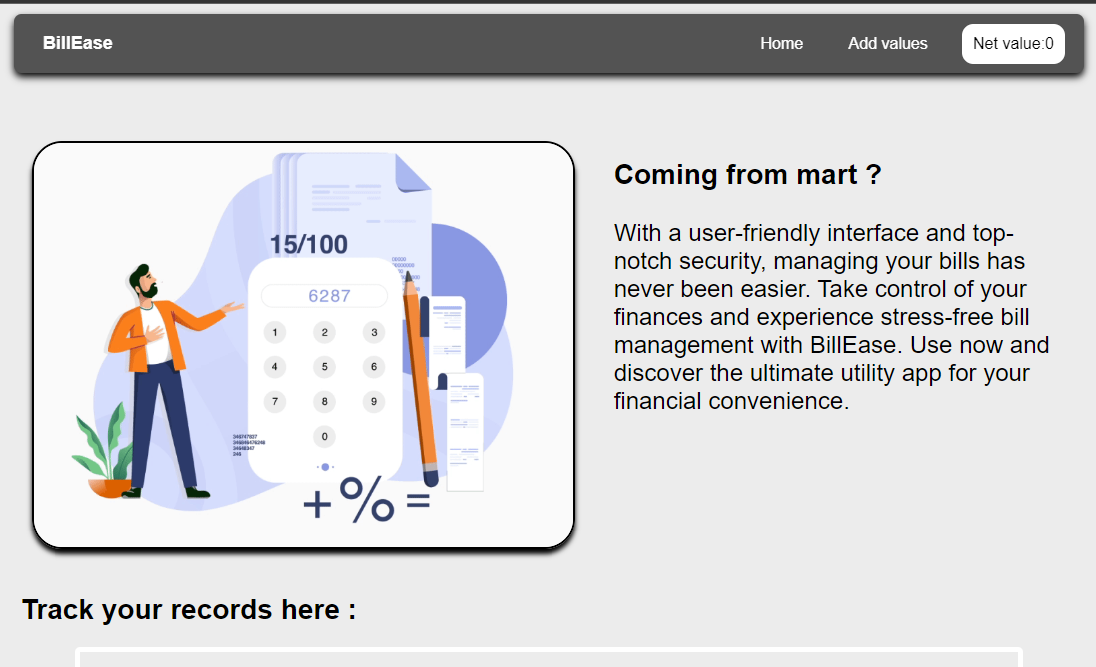 BillEase
Home
Add values
Net value:0
15/100
6287
1 2 3
4 5 6
7 8 9
0
+%=
Coming from mart ?
With a user-friendly interface and top-
notch security, managing your bills has
never been easier. Take control of your
finances and experience stress-free bill
management with BillEase. Use now and
discover the ultimate utility app for your
financial convenience.
Track your records here :